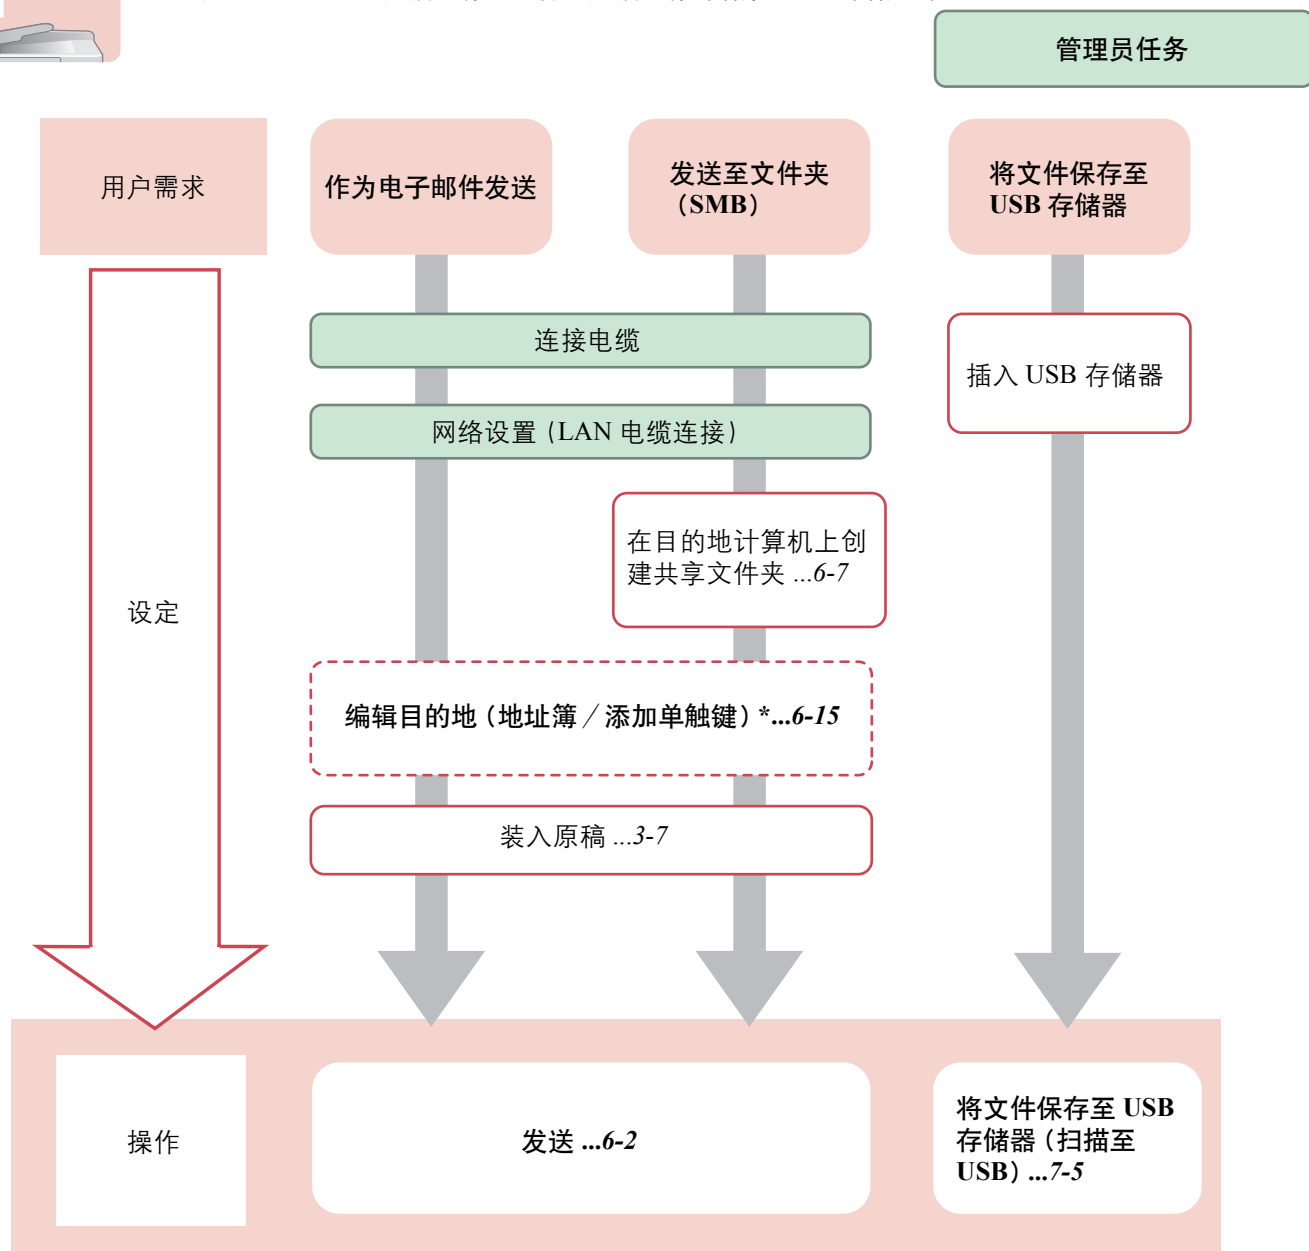 管理员任务
用户需求
作为电子邮件发送
发送至文件夹
（SMB）
将文件保存至
USB 存储器
连接电缆
插入 USB 存储器
网络设置（LAN 电缆连接）
在目的地计算机上创
建共享文件夹 ...6-7
设定
编辑目的地（地址簿／添加单触键）*...6-15
装入原稿 ...3-7
操作
发送 ...6-2
将文件保存至 USB
存储器（扫描至
USB）...7-5